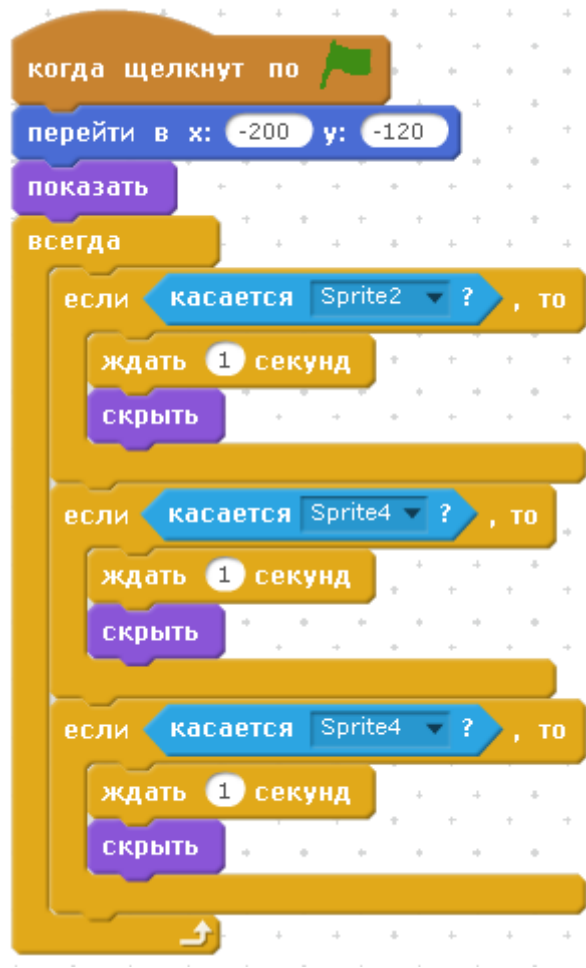 когда щелкнут по
перейти в x: -200 y: -120
показать
всегда
если касается Sprite2 ? , то
ждать 1 секунд
скрыть
если касается Sprite4 ? , то
ждать 1 секунд
скрыть
если касается Sprite4 ? , то
ждать 1 секунд
скрыть